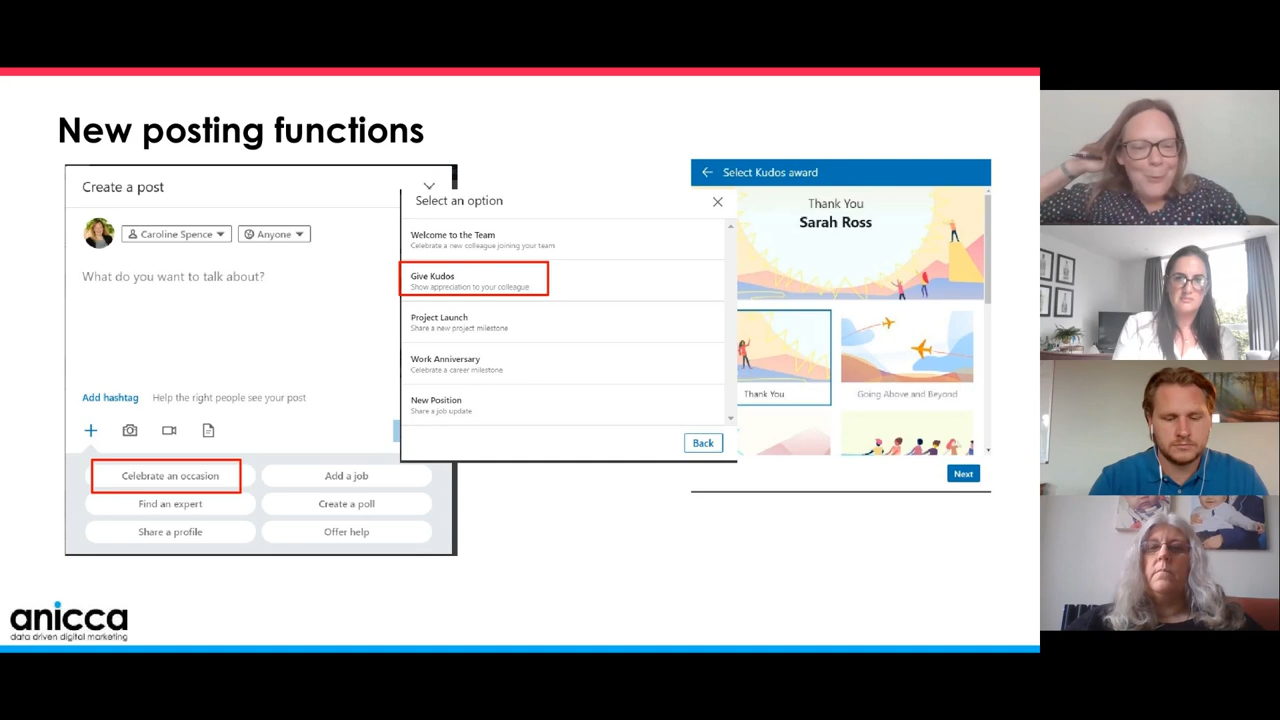 New posting functions
Create a post
Caroline Spence
Anyone
What do you want to talk about?
Add hashtag Help the right people see your post
Celebrate an occasion
Add a job
Find an expert
Create a poll
Share a profile
Offer help
Select an option
Welcome to the Team
Celebrate a new colleague joining your team
Give Kudos
Show appreciation to your colleague
Project Launch
Share a new project milestone
Work Anniversary
Celebrate a career milestone
New Position
Share a job update
Back
Select Kudos award
Thank You
Sarah Ross
Thank You
Going Above and Beyond
Next
anicca
data driven digital marketing